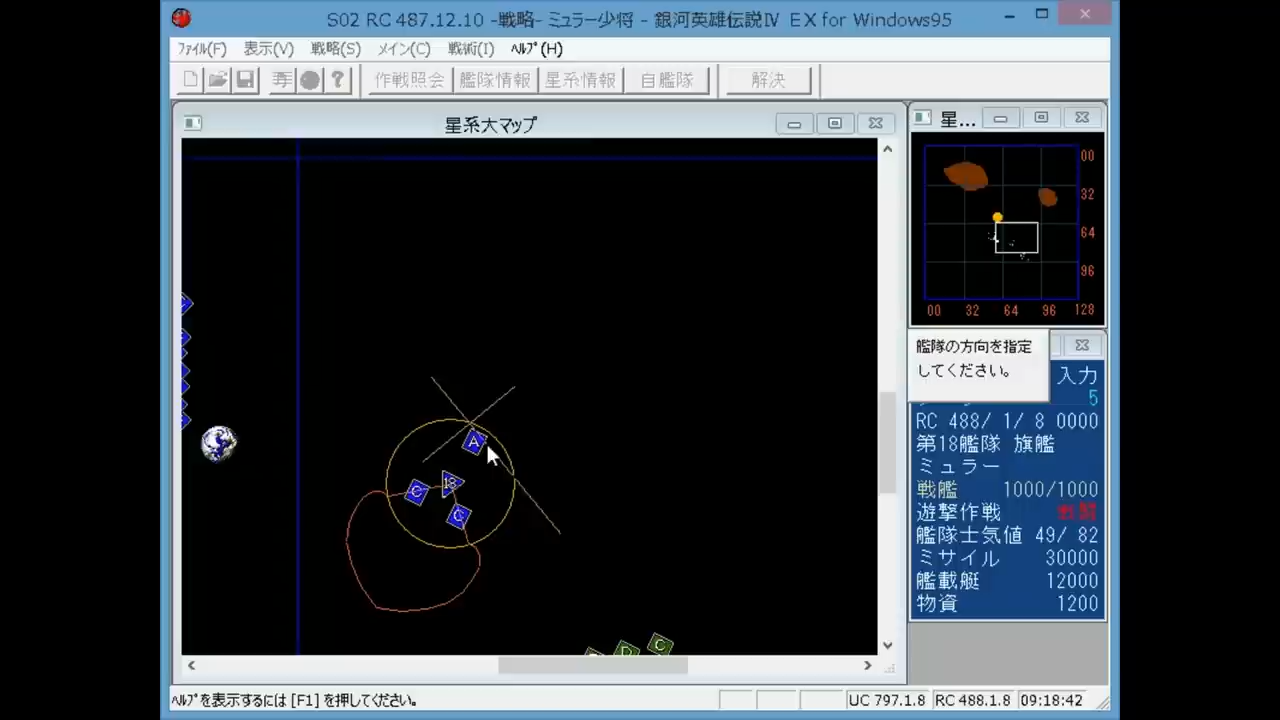 S02 RC 487.12.10 -戦略- ミュラー少将 - 銀河英雄伝説Ⅳ EX for Windows95
ﾌｧｲﾙ(F) 表示(V) 戦略(S) メイン(C) 戦術(I) ﾍﾙﾌﾟ(H)
作戦照会 艦隊情報 星系情報 自艦隊 解決
星系大マップ
A
18
C
C
D
C
星...
00
32
64
96
00 32 64 96 128
艦隊の方向を指定
してください。
入力
5
RC 488/ 1/ 8 0000
第18艦隊 旗艦
ミュラー
戦艦 1000/1000
遊撃作戦 戦闘
艦隊士気値 49/ 82
ミサイル 30000
艦載艇 12000
物資 1200
ﾍﾙﾌﾟを表示するには [F1] を押してください。
UC 797.1.8 RC 488.1.8 09:18:42